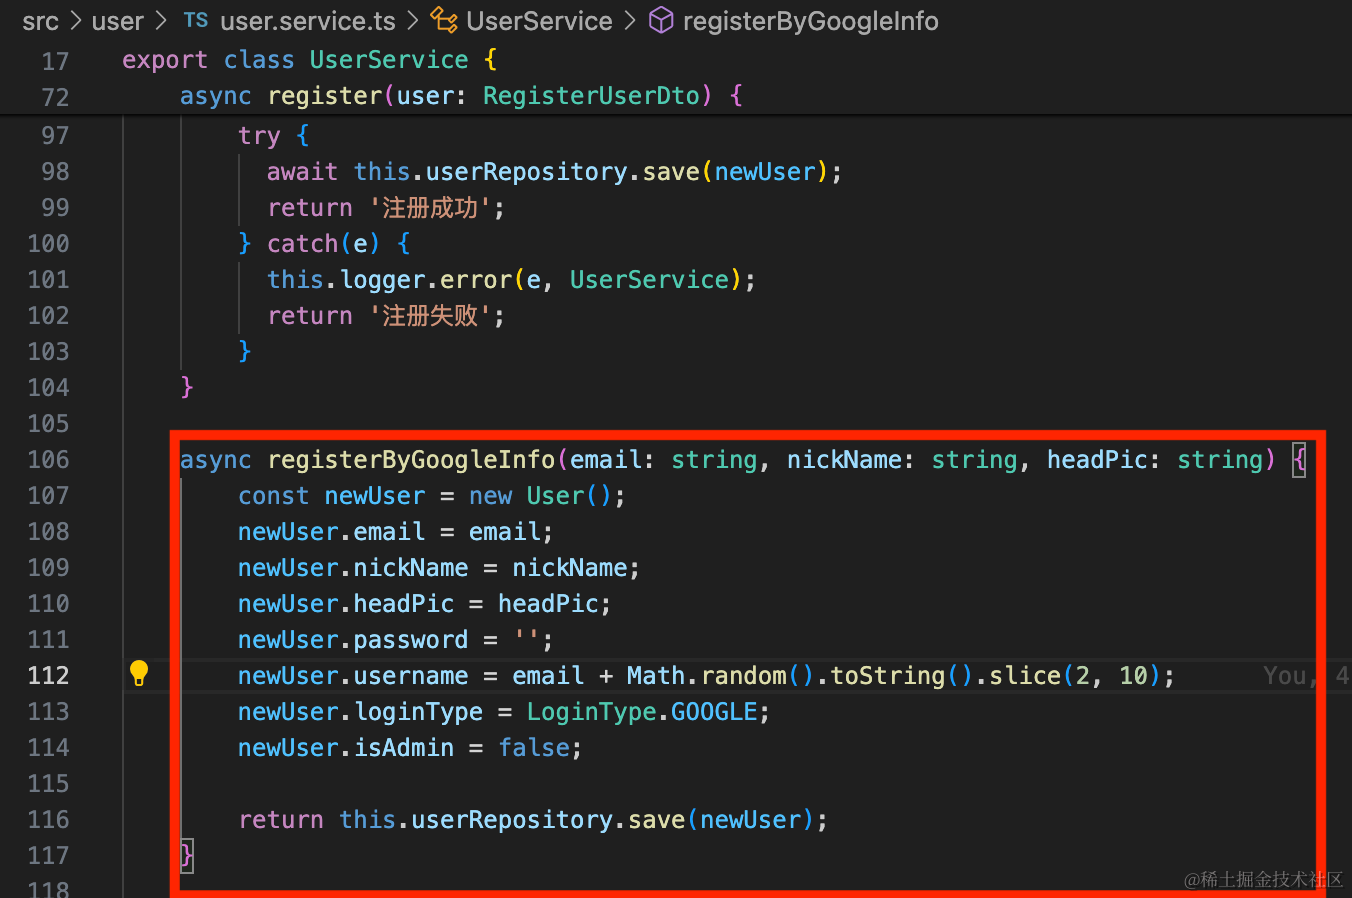 src > user > TS user.service.ts > UserService > registerByGoogleInfo
17 export class UserService {
72 async register(user: RegisterUserDto) {
97 try {
98 await this.userRepository.save(newUser);
99 return '注册成功';
100 } catch(e) {
101 this.logger.error(e, UserService);
102 return '注册失败';
103 }
104 }
105
106 async registerByGoogleInfo(email: string, nickName: string, headPic: string) {
107 const newUser = new User();
108 newUser.email = email;
109 newUser.nickName = nickName;
110 newUser.headPic = headPic;
111 newUser.password = '';
112 newUser.username = email + Math.random().toString().slice(2, 10); You, 4
113 newUser.loginType = LoginType.GOOGLE;
114 newUser.isAdmin = false;
115
116 return this.userRepository.save(newUser);
117 }
118
@稀土掘金技术社区